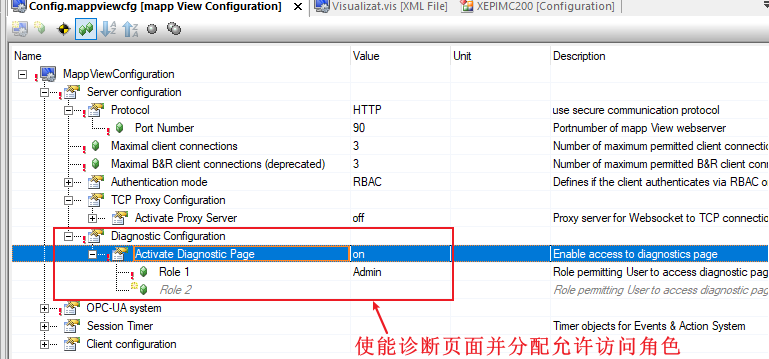 Config.mappviewcfg [mapp View Configuration]
Visualizat.vis [XML File]
XEPIMC200 [Configuration]
Name Value Unit Description
MappViewConfiguration
Server configuration
Protocol HTTP use secure communication protocol
Port Number 90 Portnumber of mapp View webserver
Maximal client connections 3 Number of maximum permitted client connection
Maximal B&R client connections (deprecated) 3 Number of maximum permitted B&R client conn
Authentication mode RBAC Defines if the client authenticates via RBAC o
TCP Proxy Configuration
Activate Proxy Server off Proxy server for Websocket to TCP connection
Diagnostic Configuration
Activate Diagnostic Page on Enable access to diagnostics page
Role 1 Admin Role permitting User to access diagnostic pag
Role 2 Role permitting User to access diagnostic pag
OPC-UA system
Session Timer Timer objects for Events & Action System
Client configuration
使能诊断页面并分配允许访问角色